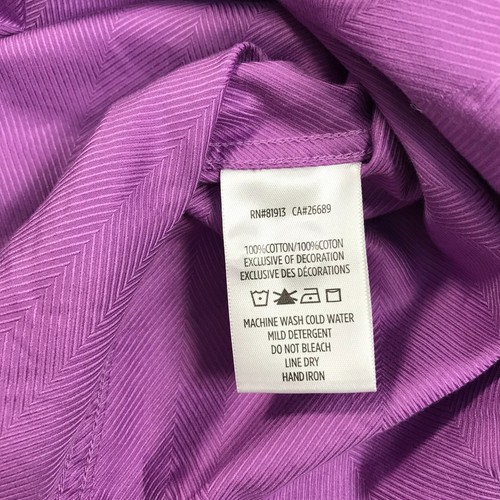 RN#81913 CA#26689
100%COTTON/100%COTON
EXCLUSIVE OF DECORATION
EXCLUSIVE DES DÉCORATIONS
MACHINE WASH COLD WATER
MILD DETERGENT
DO NOT BLEACH
LINE DRY
HAND IRON